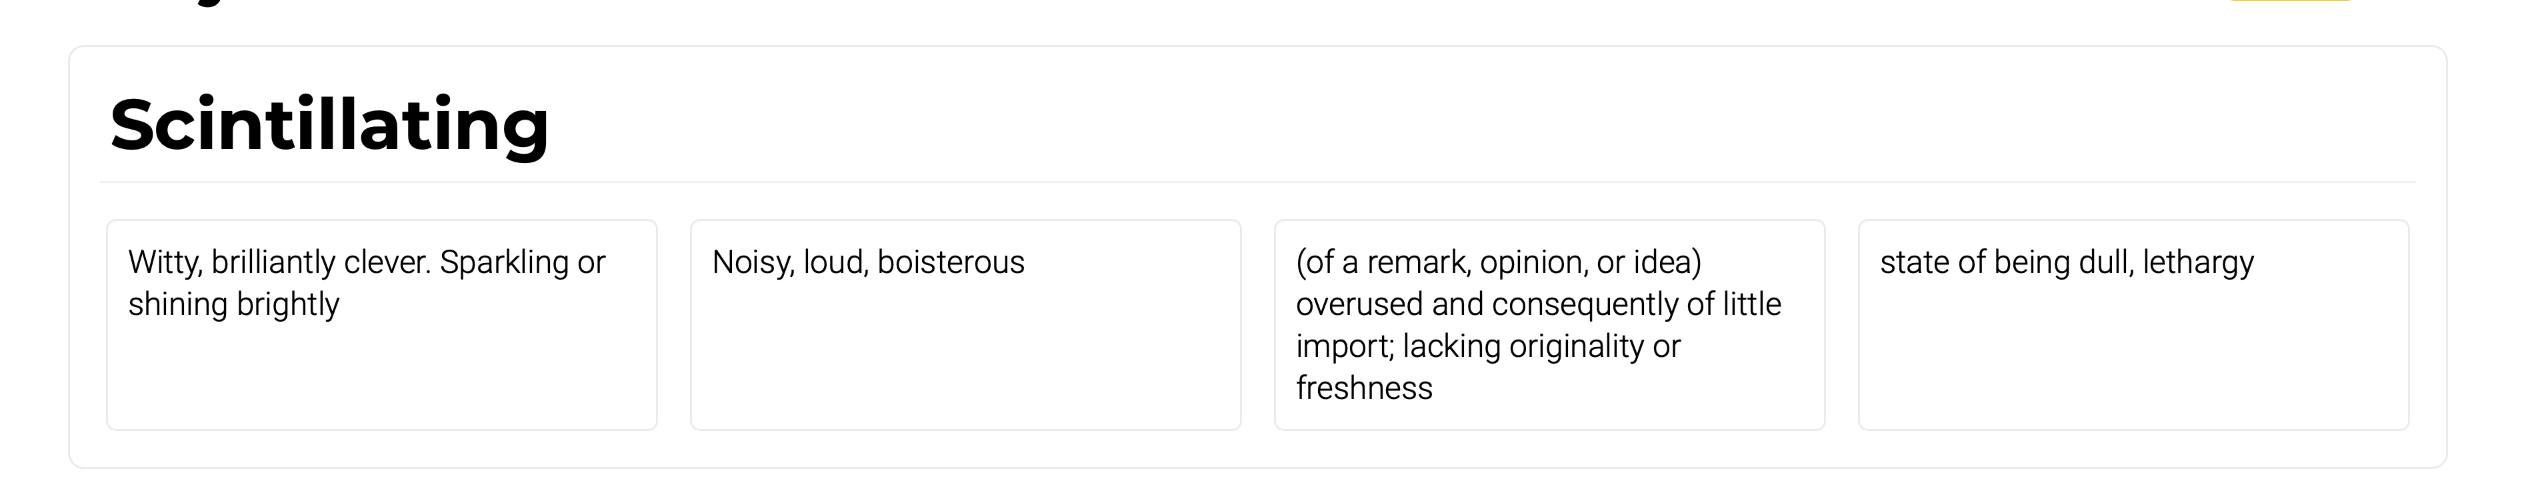 Scintillating
Witty, brilliantly clever. Sparkling or
shining brightly
Noisy, loud, boisterous
(of a remark, opinion, or idea)
overused and consequently of little
import; lacking originality or
freshness
state of being dull, lethargy